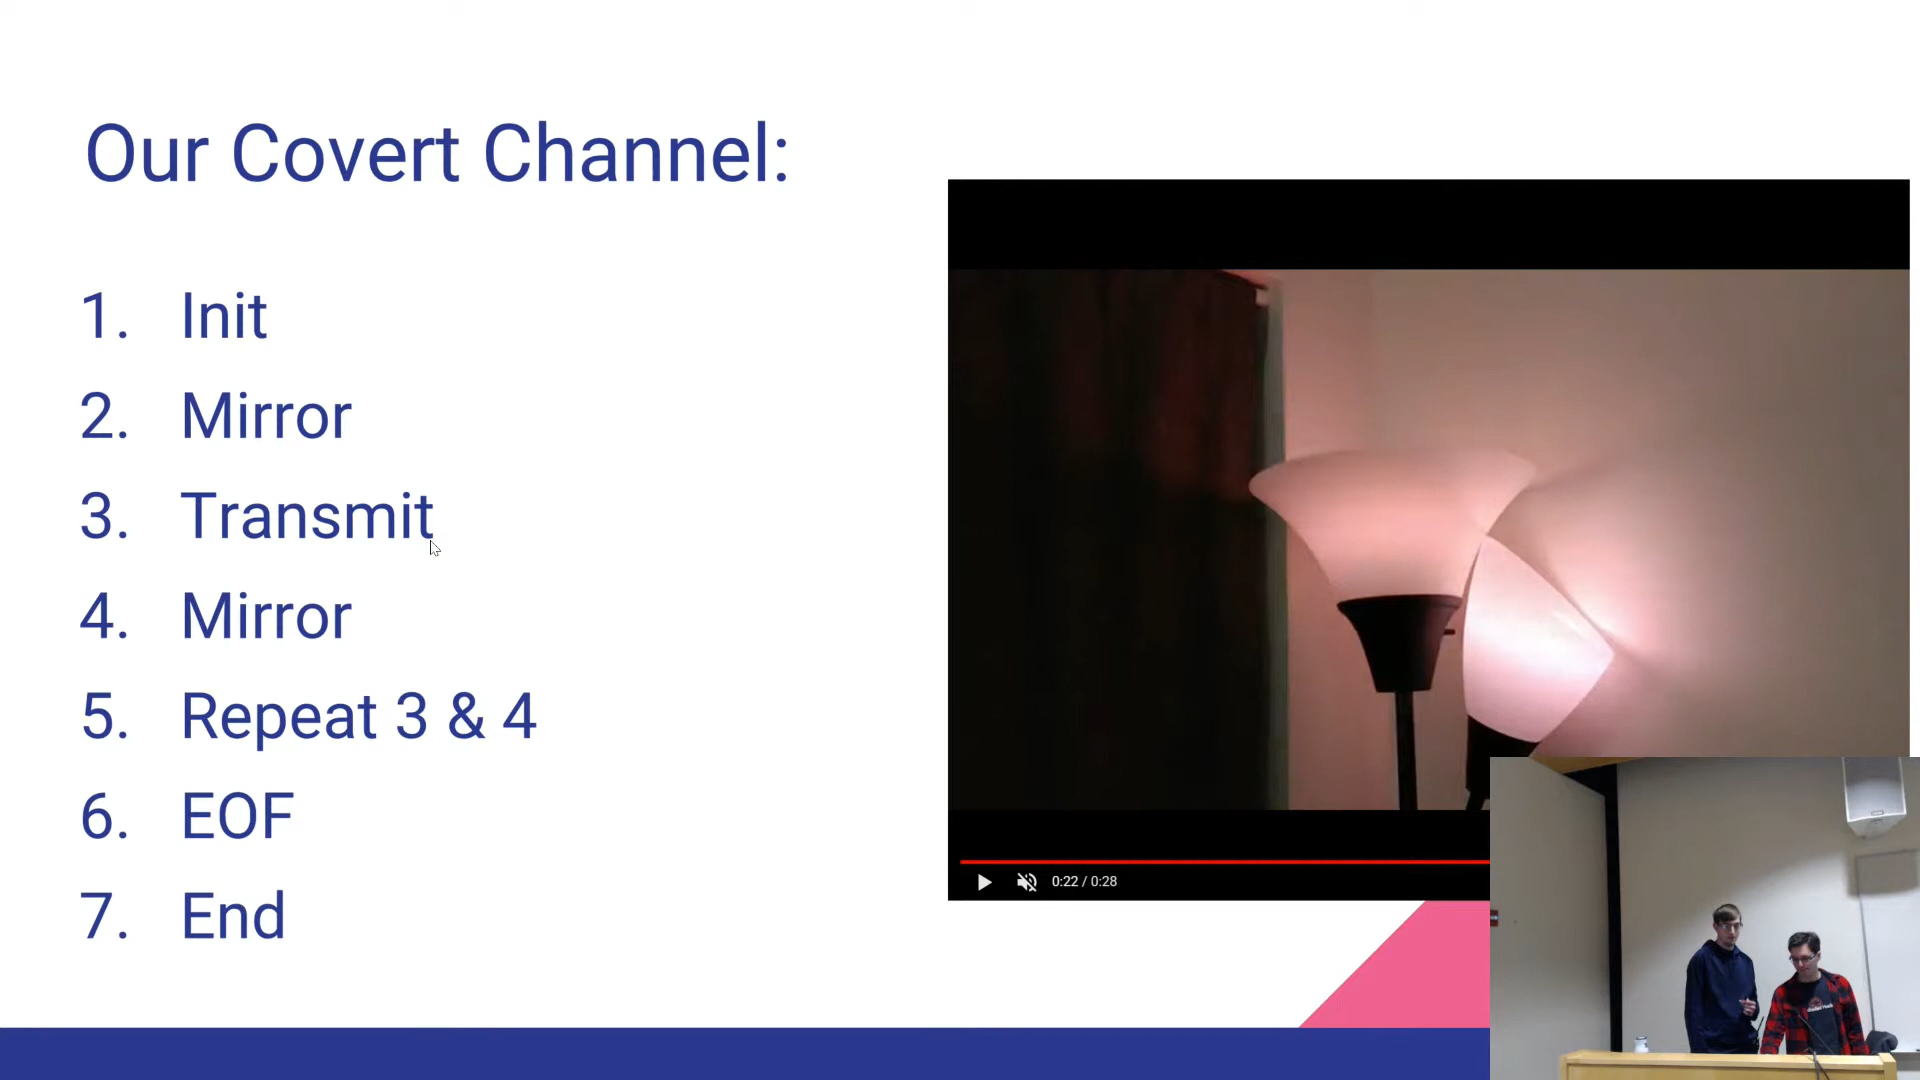 Our Covert Channel:
1. Init
2. Mirror
3. Transmit
4. Mirror
5. Repeat 3 & 4
6. EOF
7. End
0:22 / 0:28